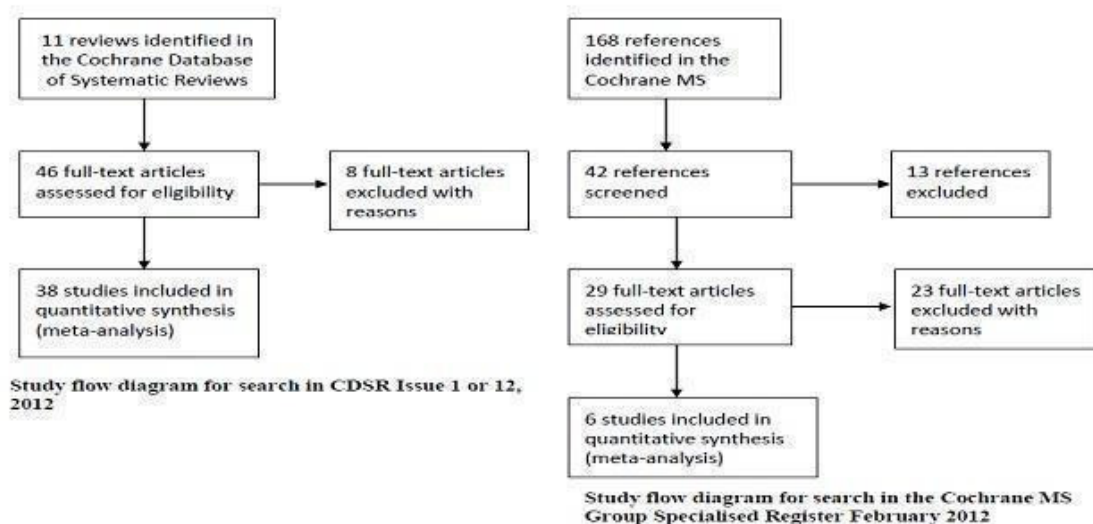 11 reviews identified in
the Cochrane Database
of Systematic Reviews
46 full-text articles
assessed for eligibility
8 full-text articles
excluded with
reasons
38 studies included in
quantitative synthesis
(meta-analysis)
Study flow diagram for search in CDSR Issue 1 or 12,
2012
168 references
identified in the
Cochrane MS
42 references
screened
13 references
excluded
29 full-text articles
assessed for
eligibility
23 full-text articles
excluded with
reasons
6 studies included in
quantitative synthesis
(meta-analysis)
Study flow diagram for search in the Cochrane MS
Group Specialised Register February 2012